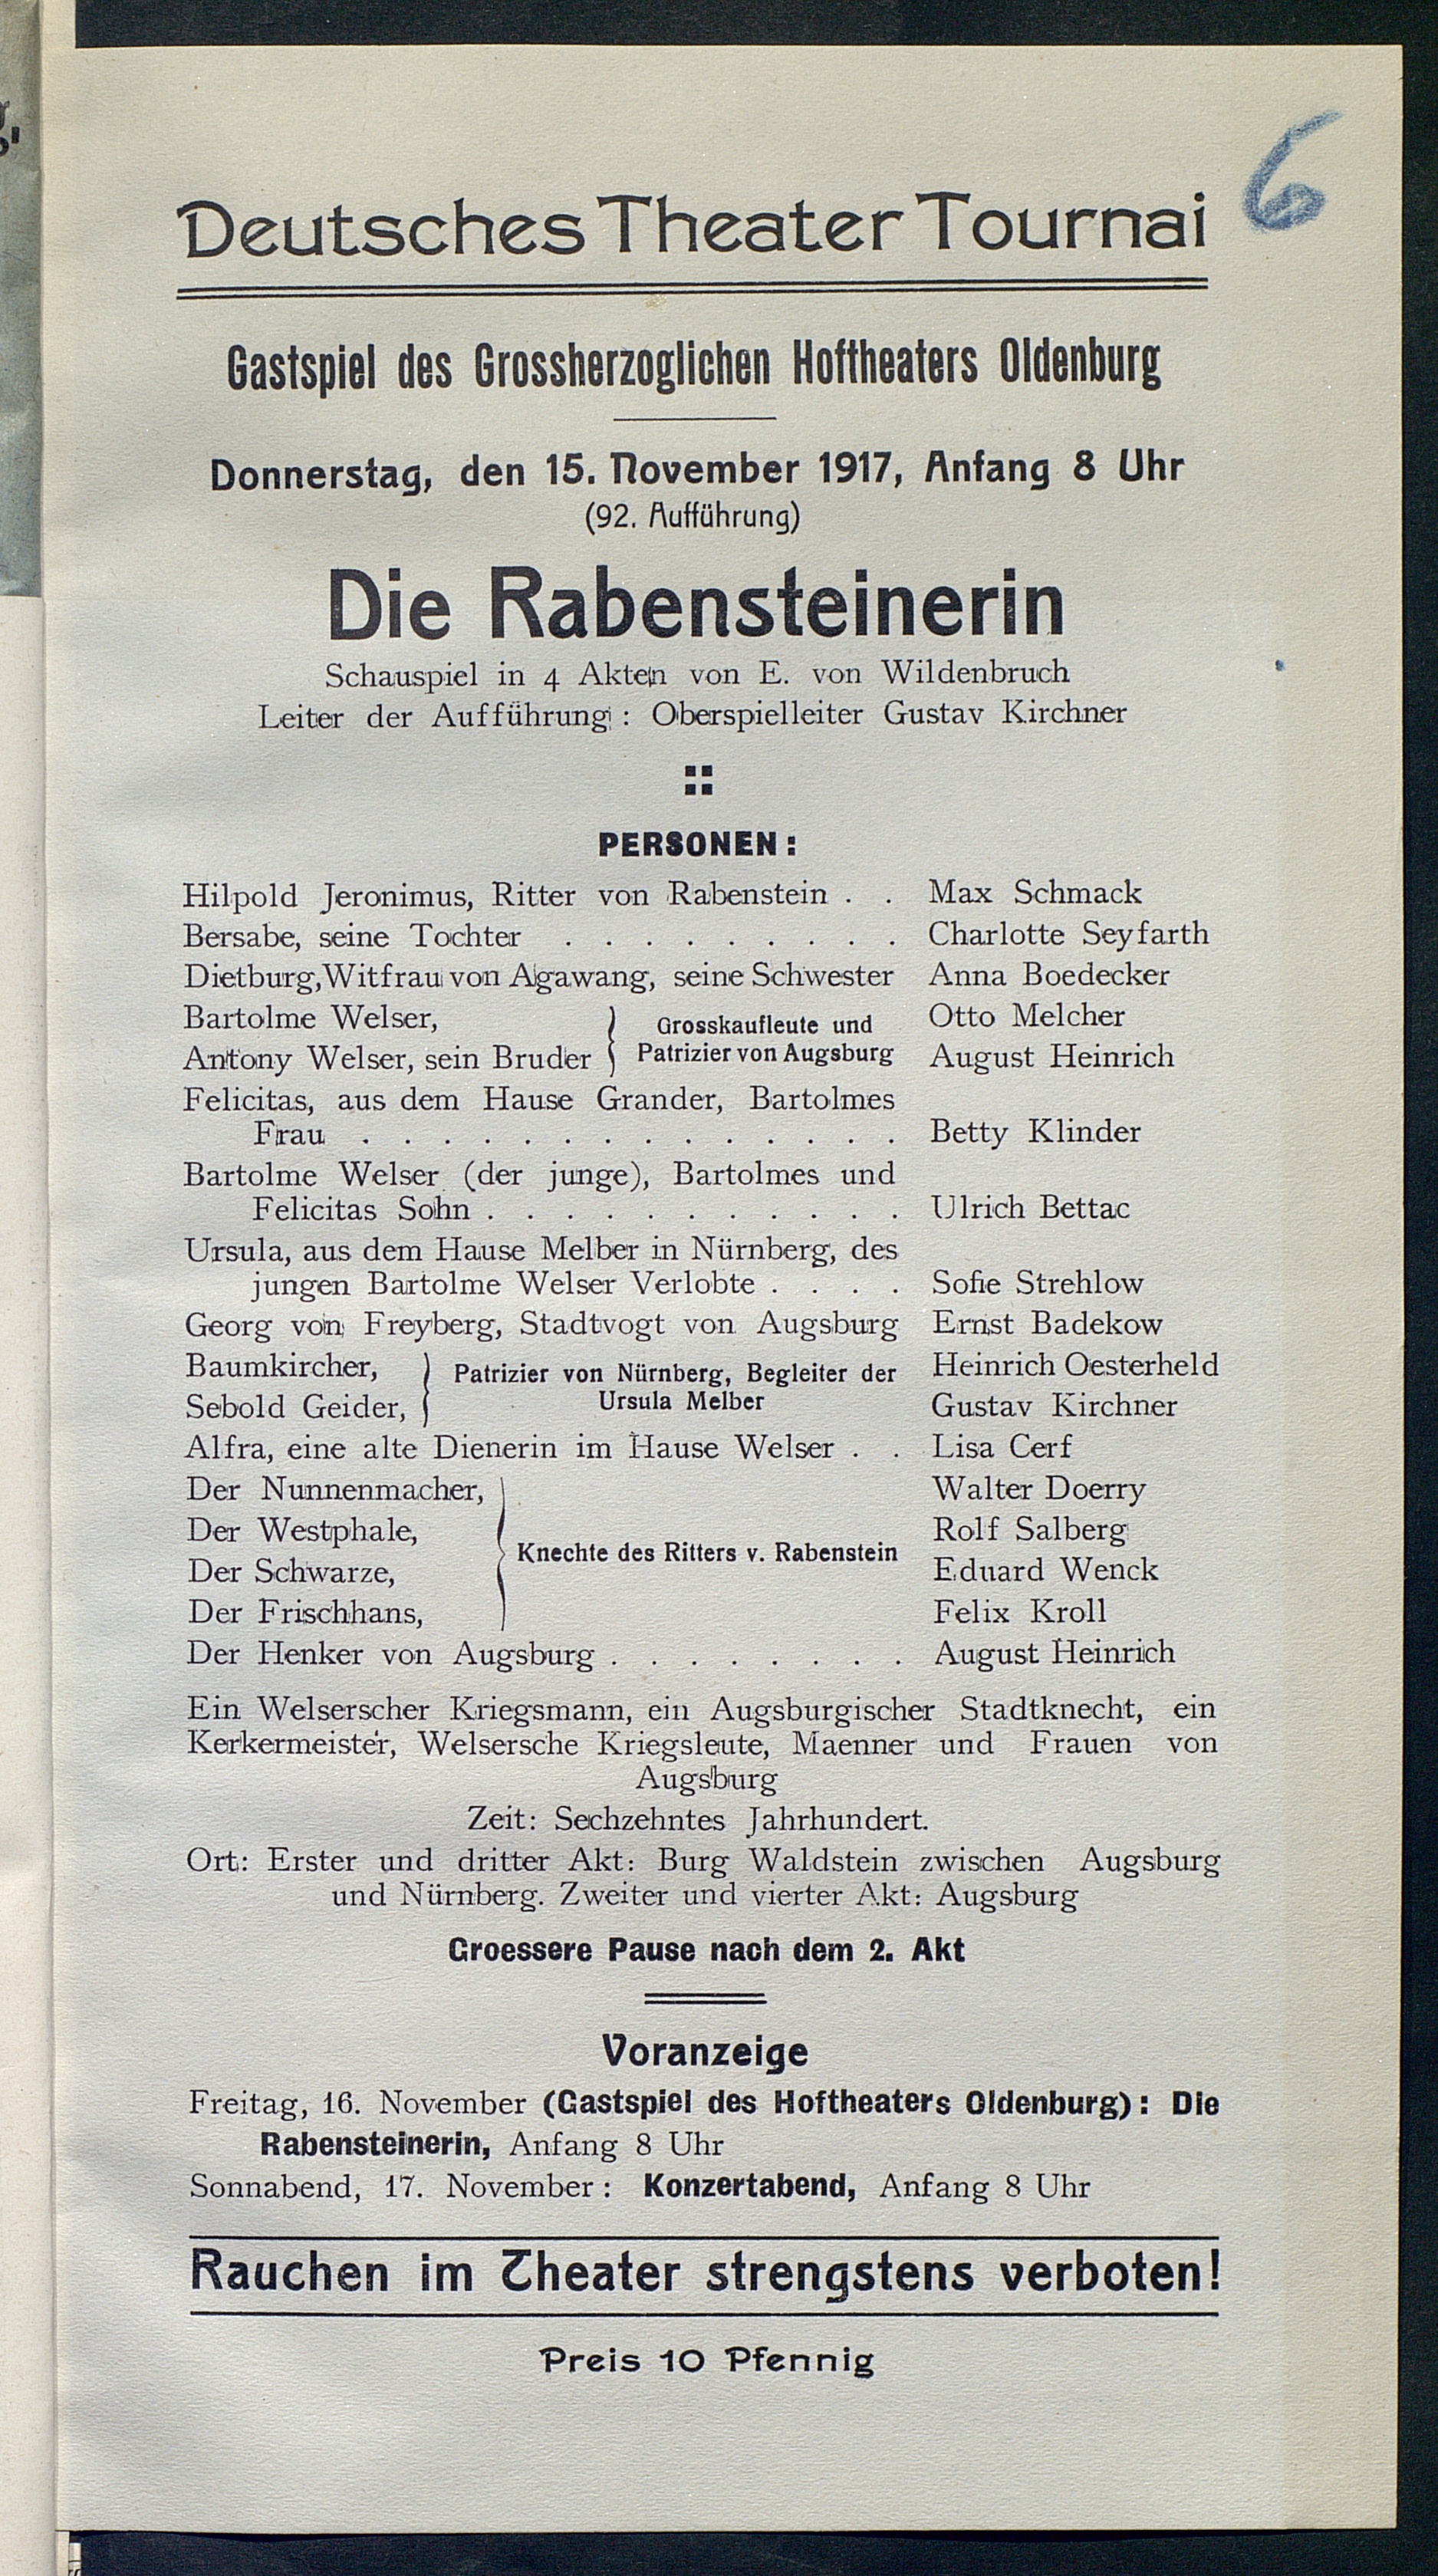 6
Deutsches Theater Tournai
Gastspiel des Grossherzoglichen Hoftheaters Oldenburg
Donnerstag, den 15. November 1917, Anfang 8 Uhr
(92. Aufführung)
Die Rabensteinerin
Schauspiel in 4 Akten von E. von Wildenbruch
Leiter der Aufführung : Oberspielleiter Gustav Kirchner
PERSONEN :
Hilpold Jeronimus, Ritter von Rabenstein . . Max Schmack
Bersabe, seine Tochter . . . . . . . . . Charlotte Seyfarth
Dietburg, Witfrau von Agawang, seine Schwester Anna Boedecker
Bartolme Welser, } Grosskaufleute und Otto Melcher
Antony Welser, sein Bruder } Patrizier von Augsburg August Heinrich
Felicitas, aus dem Hause Grander, Bartolmes
Frau . . . . . . . . . . . . . . Betty Klinder
Bartolme Welser (der junge), Bartolmes und
Felicitas Sohn . . . . . . . . . . . Ulrich Bettac
Ursula, aus dem Hause Melber in Nürnberg, des
jungen Bartolme Welser Verlobte . . . . Sofie Strehlow
Georg von Freyberg, Stadtvogt von Augsburg Ernst Badekow
Baumkircher, } Patrizier von Nürnberg, Begleiter der Heinrich Oesterheld
Sebold Geider, } Ursula Melber Gustav Kirchner
Alfra, eine alte Dienerin im Hause Welser . . Lisa Cerf
Der Nunnenmacher, Walter Doerry
Der Westphale, Rolf Salberg
Knechte des Ritters v. Rabenstein
Der Schwarze, Eduard Wenck
Der Frischhans, Felix Kroll
Der Henker von Augsburg . . . . . . . . August Heinrich
Ein Welserscher Kriegsmann, ein Augsburgischer Stadtknecht, ein
Kerkermeister, Welsersche Kriegsleute, Maenner und Frauen von
Augsburg
Zeit: Sechzehntes Jahrhundert.
Ort: Erster und dritter Akt: Burg Waldstein zwischen Augsburg
und Nürnberg. Zweiter und vierter Akt: Augsburg
Groessere Pause nach dem 2. Akt
Voranzeige
Freitag, 16. November (Gastspiel des Hoftheaters Oldenburg) : Die
Rabensteinerin, Anfang 8 Uhr
Sonnabend, 17. November : Konzertabend, Anfang 8 Uhr
Rauchen im Theater strengstens verboten!
Preis 10 Pfennig